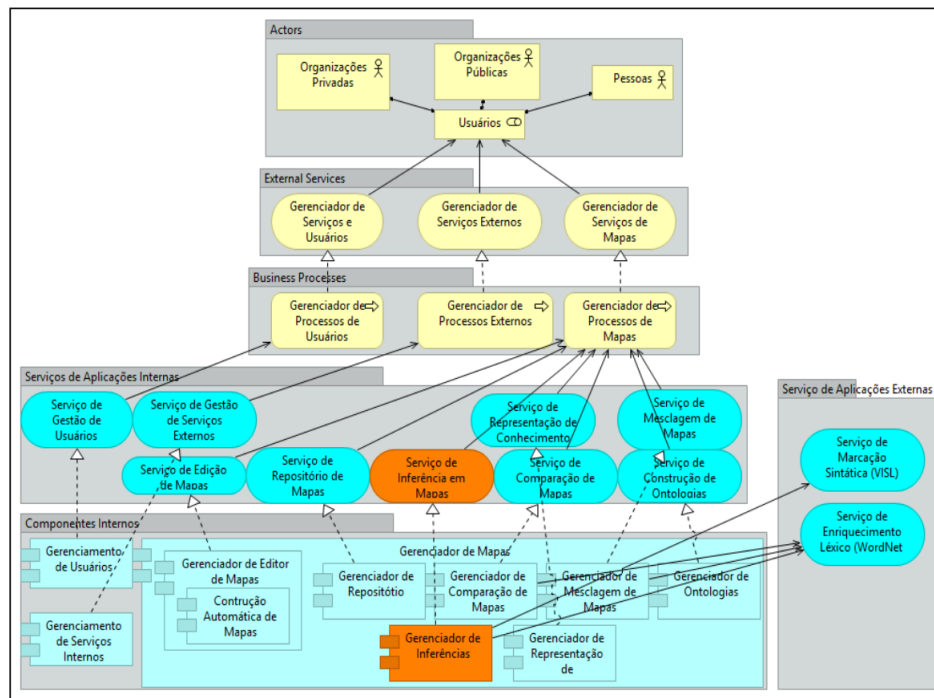 Actors
Organizações
Privadas
Organizações
Públicas
Pessoas
Usuários
External Services
Gerenciador de
Serviços e
Usuários
Gerenciador de
Serviços Externos
Gerenciador de
Serviços de
Mapas
Business Processes
Gerenciador de
Processos de
Usuários
Gerenciador de
Processos Externos
Gerenciador de
Processos de
Mapas
Serviços de Aplicações Internas
Serviço de
Gestão de
Usuários
Serviço de Gestão
de Serviços
Externos
Serviço de
Representação de
Conhecimento
Serviço de
Mesclagem de
Mapas
Serviço de Edição
de Mapas
Serviço de
Repositório de
Mapas
Serviço de
Inferência em
Mapas
Serviço de
Comparação de
Mapas
Serviço de
Construção de
Ontologias
Serviço de Aplicações Externas
Serviço de
Marcação
Sintática (VISL)
Serviço de
Enriquecimento
Léxico (WordNet
Componentes Internos
Gerenciamento
de Usuários
Gerenciamento
de Serviços
Internos
Gerenciador de Mapas
Gerenciador de Editor
de Mapas
Contrução
Automática de
Mapas
Gerenciador de
Repositótio
Gerenciador de
Comparação de
Mapas
Gerenciador de
Mesclagem de
Mapas
Gerenciador de
Ontologias
Gerenciador de
Inferências
Gerenciador de
Representação
de